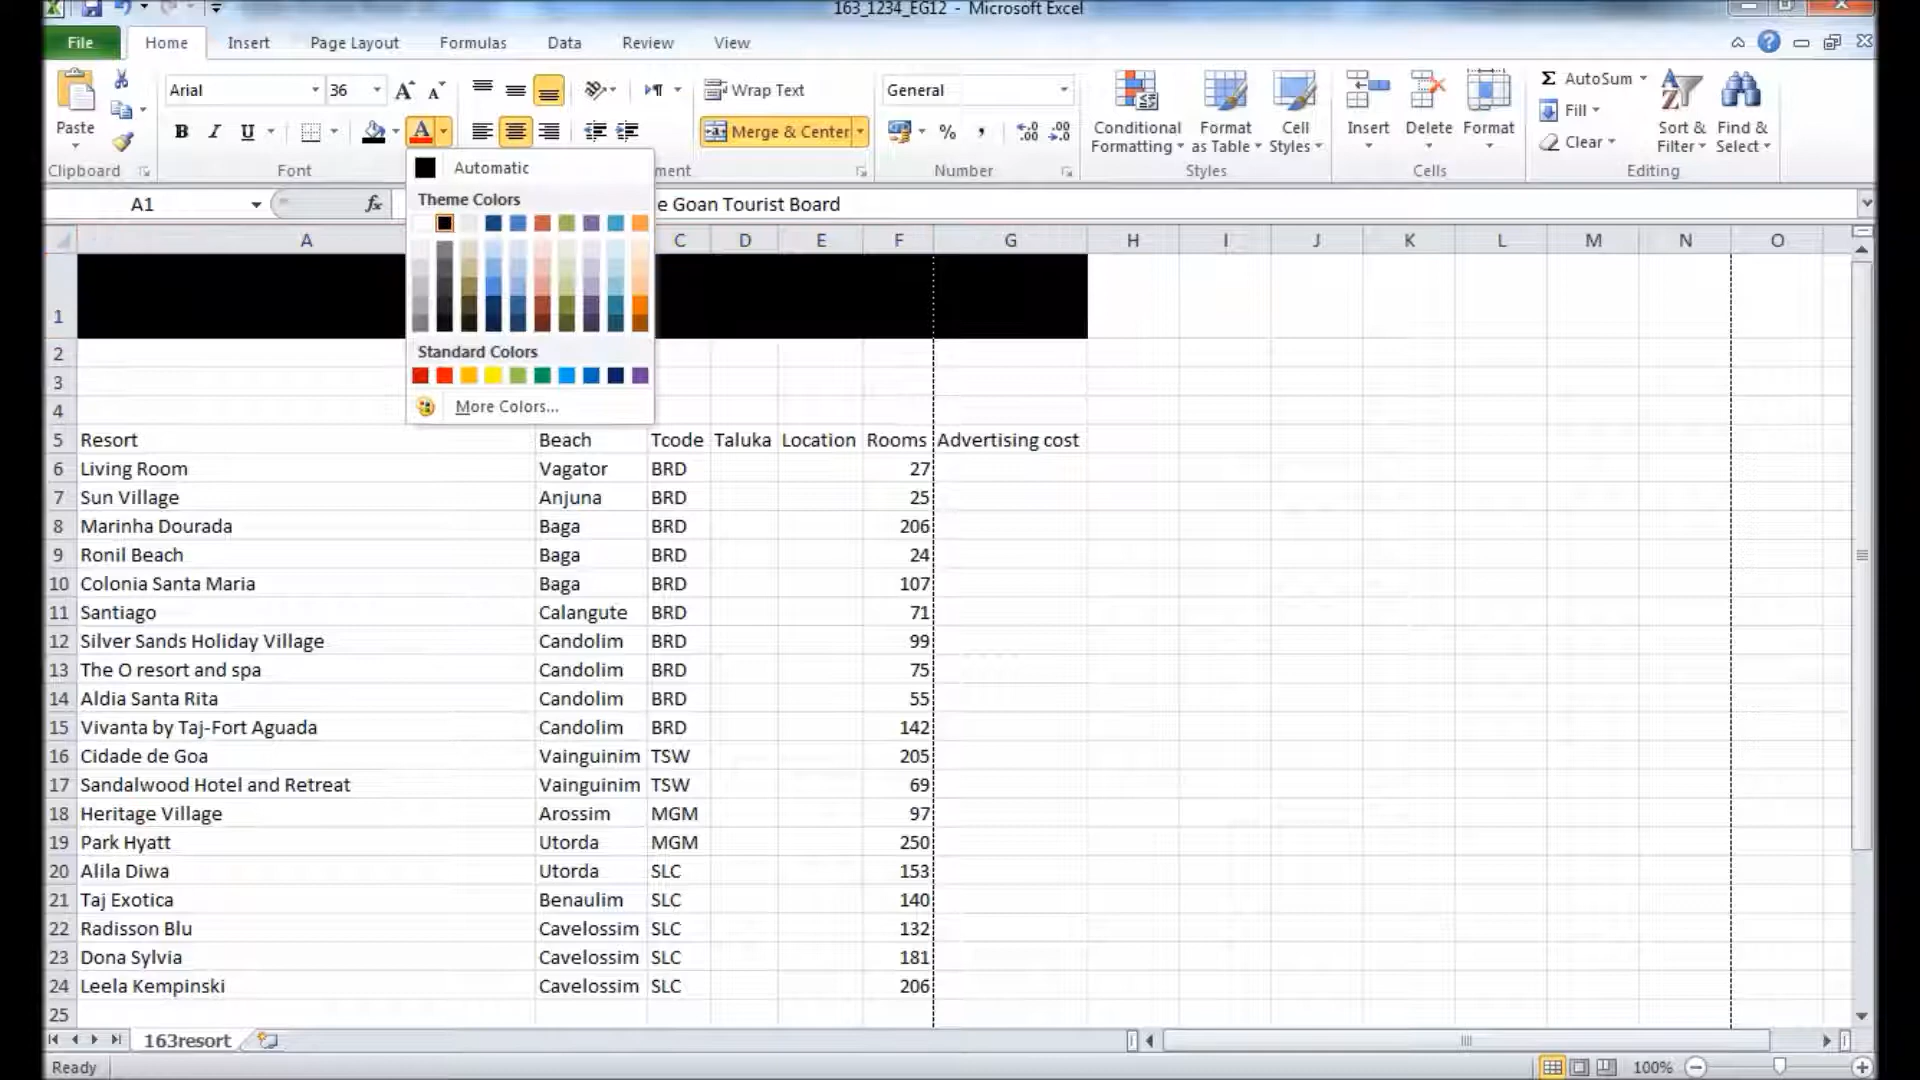 163_1234_EG12 - Microsoft Excel
File Home Insert Page Layout Formulas Data Review View
Paste
Clipboard
Arial 36 A A
B I U A
Font
Wrap Text
Merge & Center
ment
General
% ,
Number
Conditional Formatting
Format as Table
Cell Styles
Styles
Insert Delete Format
Cells
Σ AutoSum
Fill
Clear
Sort & Filter
Find & Select
Editing
Automatic
Theme Colors
Standard Colors
More Colors...
A1 fx e Goan Tourist Board
A C D E F G H I J K L M N O
1
2
3
4
5 Resort Beach Tcode Taluka Location Rooms Advertising cost
6 Living Room Vagator BRD 27
7 Sun Village Anjuna BRD 25
8 Marinha Dourada Baga BRD 206
9 Ronil Beach Baga BRD 24
10 Colonia Santa Maria Baga BRD 107
11 Santiago Calangute BRD 71
12 Silver Sands Holiday Village Candolim BRD 99
13 The O resort and spa Candolim BRD 75
14 Aldia Santa Rita Candolim BRD 55
15 Vivanta by Taj-Fort Aguada Candolim BRD 142
16 Cidade de Goa Vainguinim TSW 205
17 Sandalwood Hotel and Retreat Vainguinim TSW 69
18 Heritage Village Arossim MGM 97
19 Park Hyatt Utorda MGM 250
20 Alila Diwa Utorda SLC 153
21 Taj Exotica Benaulim SLC 140
22 Radisson Blu Cavelossim SLC 132
23 Dona Sylvia Cavelossim SLC 181
24 Leela Kempinski Cavelossim SLC 206
25
163resort
Ready 100%